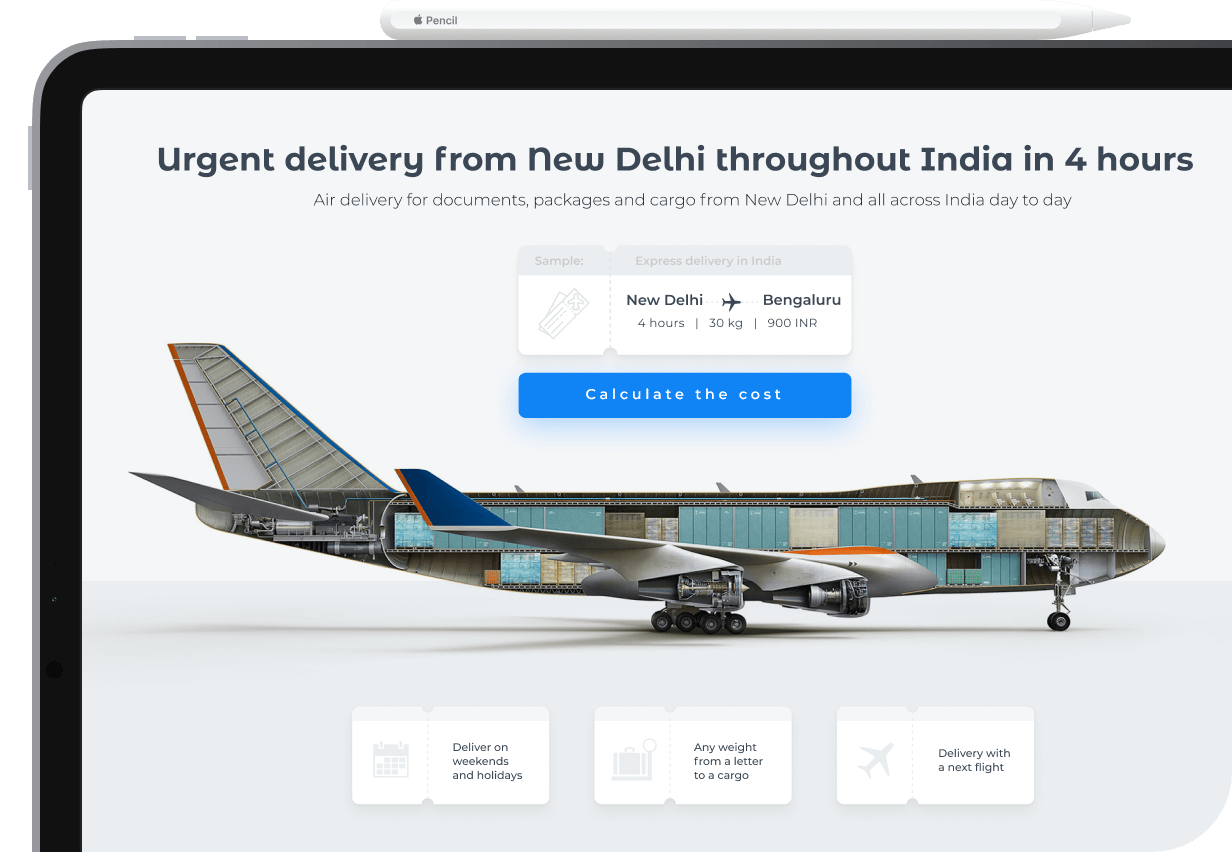 Pencil
Urgent delivery from New Delhi throughout India in 4 hours
Air delivery for documents, packages and cargo from New Delhi and all across India day to day
Sample: Express delivery in India
New Delhi Bengaluru
4 hours | 30 kg | 900 INR
Calculate the cost
Deliver on
weekends
and holidays
Any weight
from a letter
to a cargo
Delivery with
a next flight